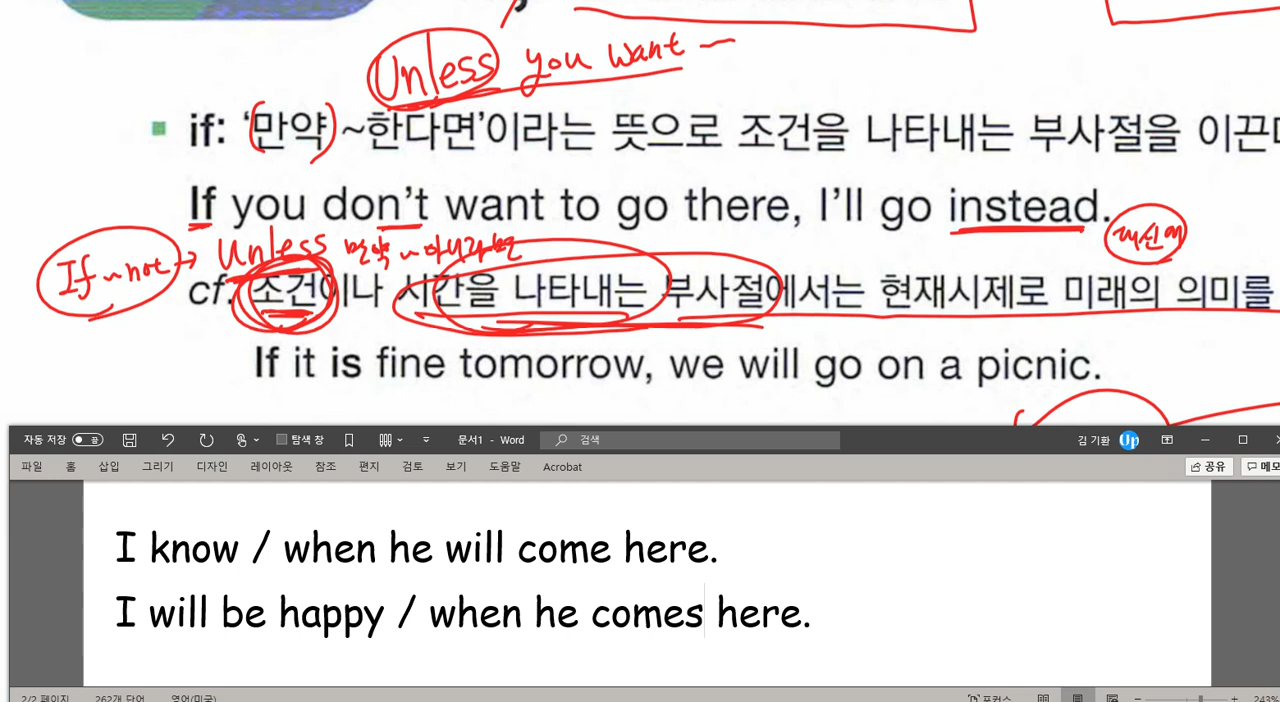 Unless you want ~
if: '(만약) ~한다면'이라는 뜻으로 조건을 나타내는 부사절을 이끈
If you don't want to go there, I'll go instead.
대신에
If ~ not → Unless 만약 ~ 아니라면
cf. 조건이나 시간을 나타내는 부사절에서는 현재시제로 미래의 의미를
If it is fine tomorrow, we will go on a picnic.
자동 저장 끔 탐색 창 문서1 - Word 검색 김 기환 Up
파일 홈 삽입 그리기 디자인 레이아웃 참조 편지 검토 보기 도움말 Acrobat 공유 메모
I know / when he will come here.
I will be happy / when he comes here.
2/2 페이지 262개 단어 영어(미국) 포커스 243%